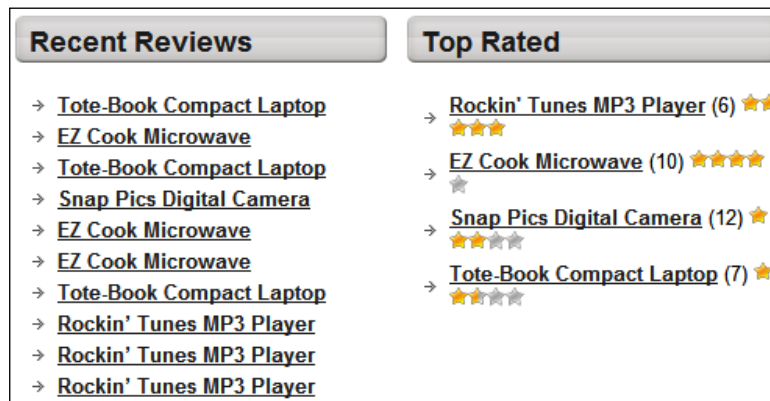 Recent Reviews
Tote-Book Compact Laptop
EZ Cook Microwave
Tote-Book Compact Laptop
Snap Pics Digital Camera
EZ Cook Microwave
EZ Cook Microwave
Tote-Book Compact Laptop
Rockin’ Tunes MP3 Player
Rockin’ Tunes MP3 Player
Rockin’ Tunes MP3 Player
Top Rated
Rockin' Tunes MP3 Player (6)
EZ Cook Microwave (10)
Snap Pics Digital Camera (12)
Tote-Book Compact Laptop (7)